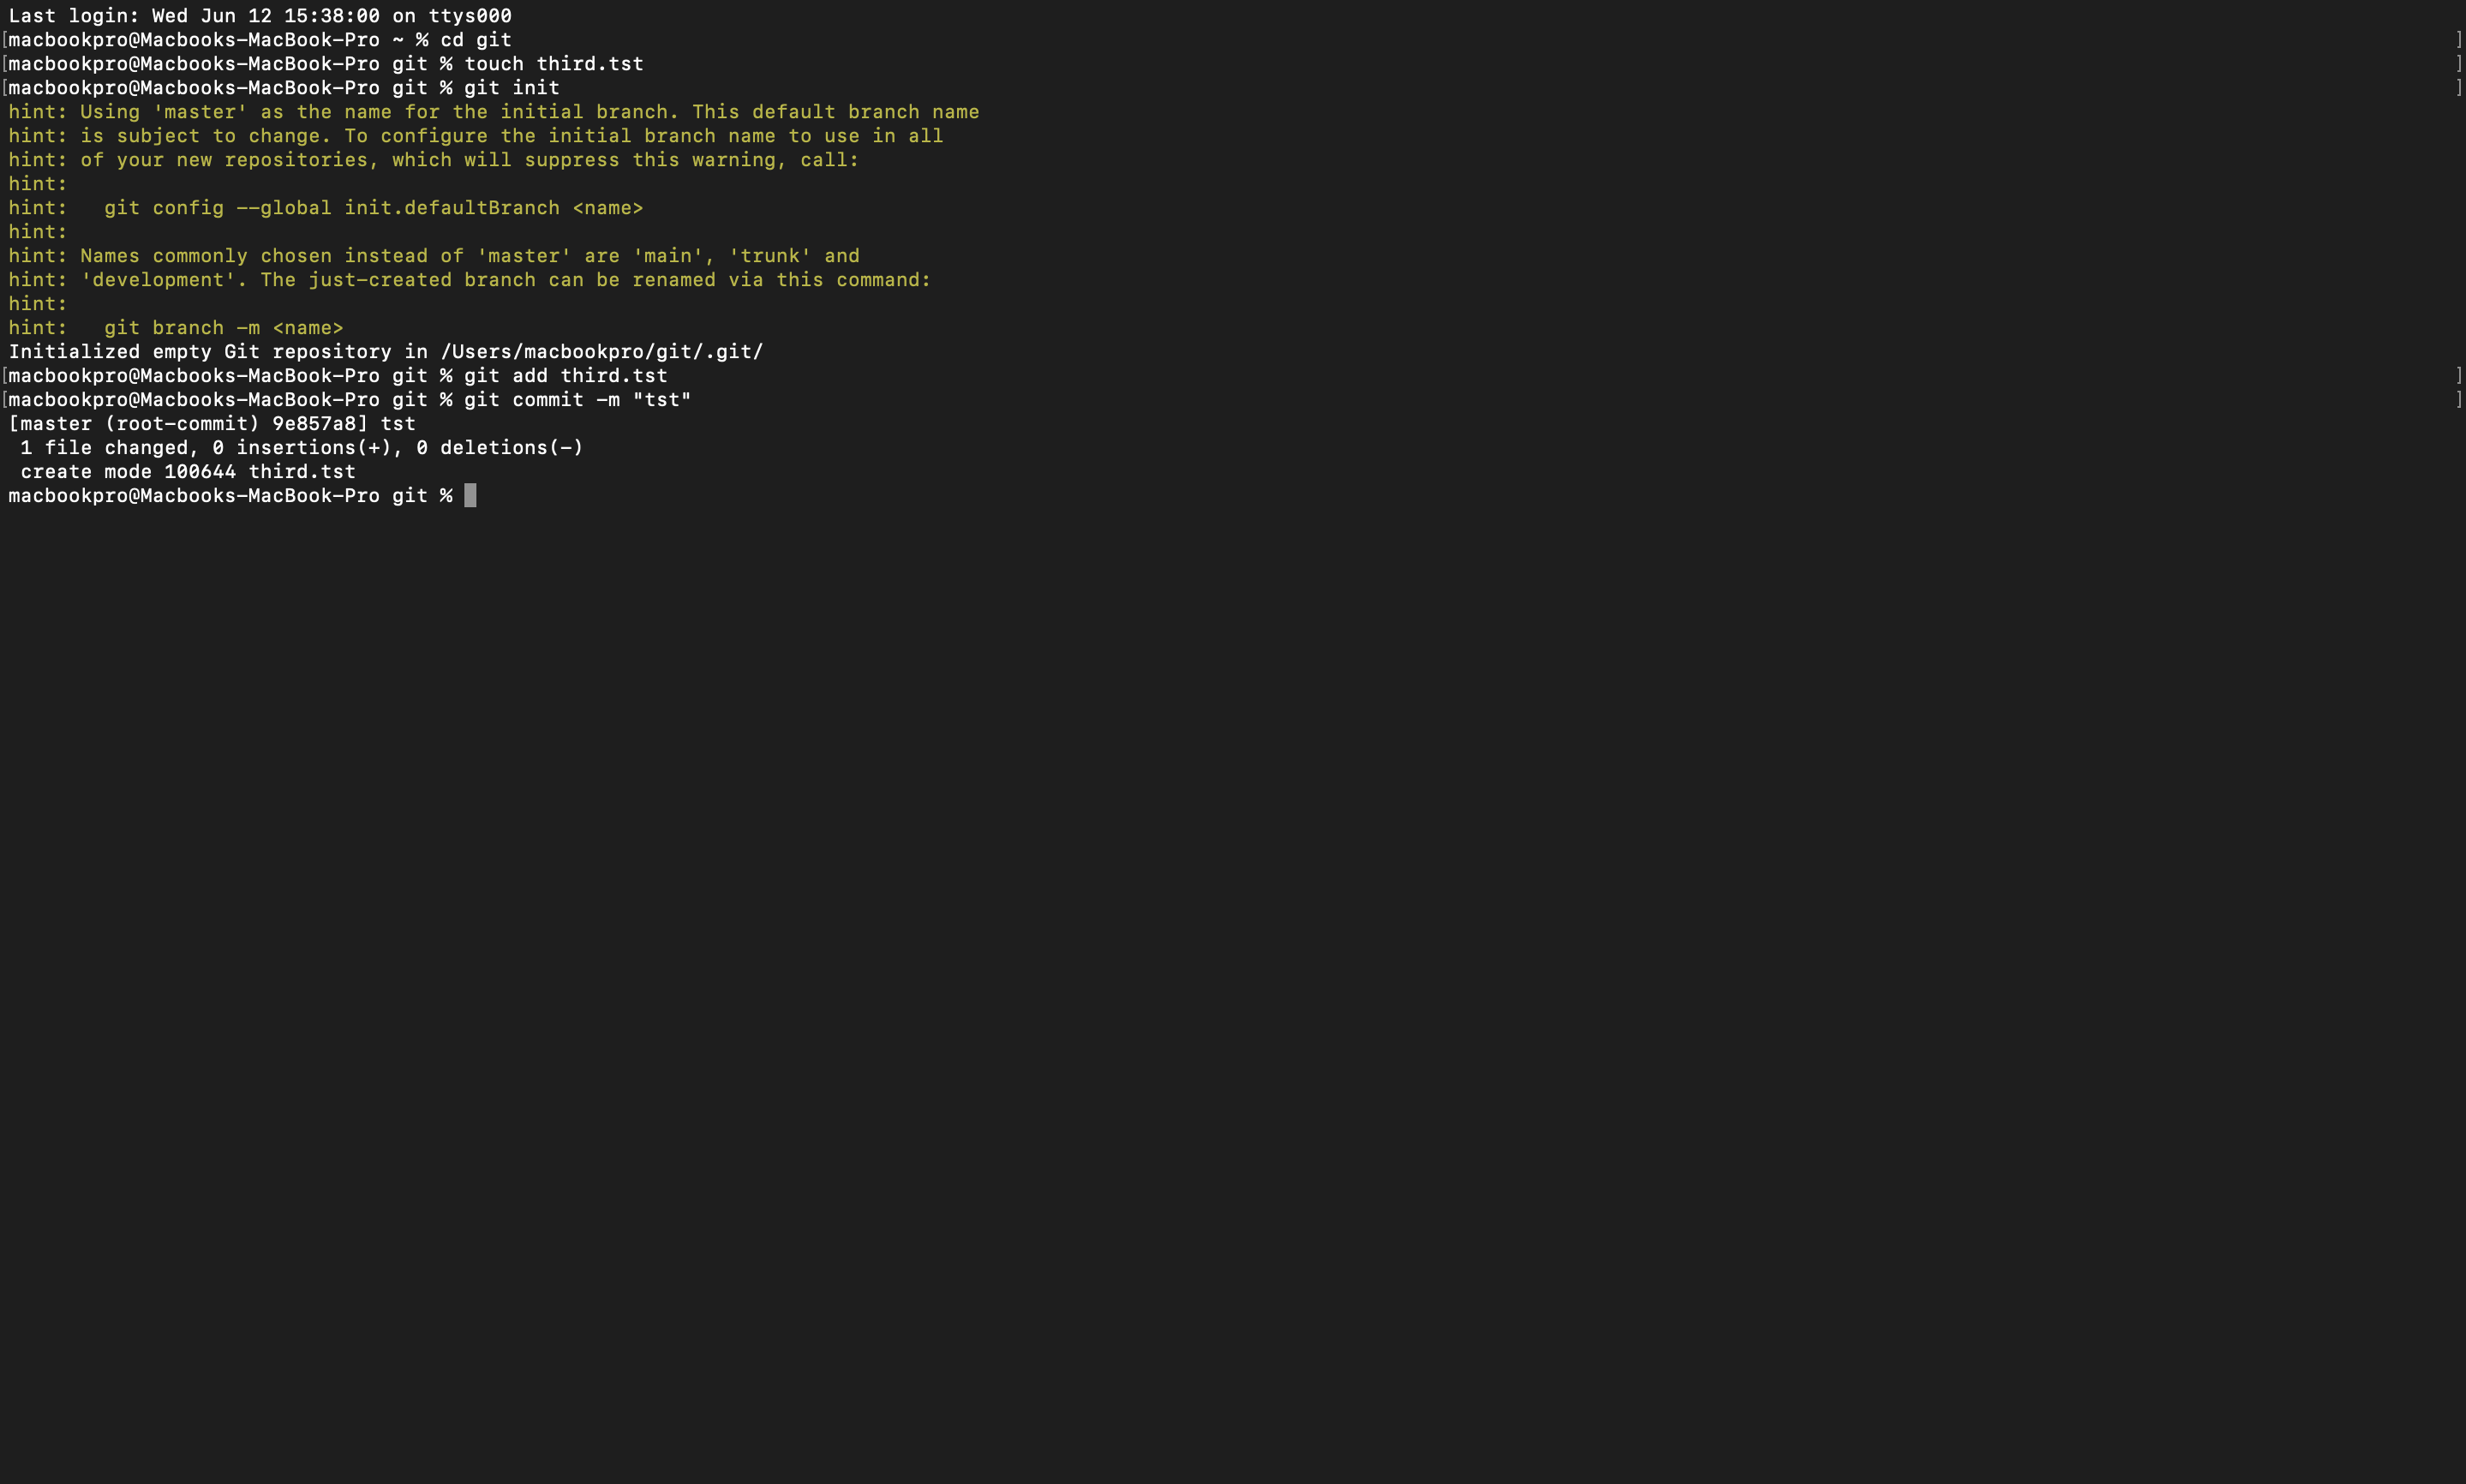 Last login: Wed Jun 12 15:38:00 on ttys000
[macbookpro@Macbooks-MacBook-Pro ~ % cd git ]
[macbookpro@Macbooks-MacBook-Pro git % touch third.tst ]
[macbookpro@Macbooks-MacBook-Pro git % git init ]
hint: Using 'master' as the name for the initial branch. This default branch name
hint: is subject to change. To configure the initial branch name to use in all
hint: of your new repositories, which will suppress this warning, call:
hint:
hint:   git config --global init.defaultBranch <name>
hint:
hint: Names commonly chosen instead of 'master' are 'main', 'trunk' and
hint: 'development'. The just-created branch can be renamed via this command:
hint:
hint:   git branch -m <name>
Initialized empty Git repository in /Users/macbookpro/git/.git/
[macbookpro@Macbooks-MacBook-Pro git % git add third.tst ]
[macbookpro@Macbooks-MacBook-Pro git % git commit -m "tst" ]
[master (root-commit) 9e857a8] tst
 1 file changed, 0 insertions(+), 0 deletions(-)
 create mode 100644 third.tst
macbookpro@Macbooks-MacBook-Pro git %